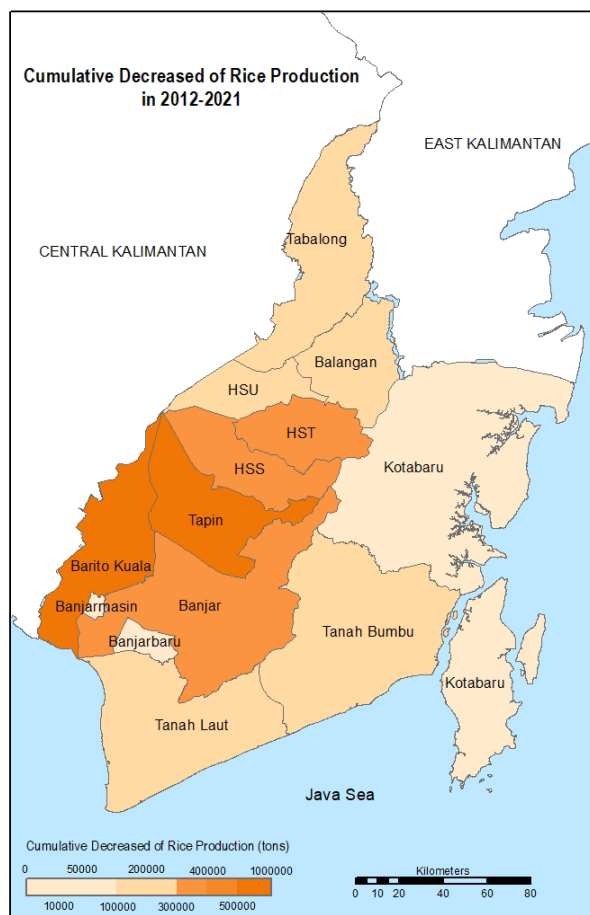 Cumulative Decreased of Rice Production
in 2012-2021
EAST KALIMANTAN
CENTRAL KALIMANTAN
Tabalong
Balangan
HSU
HST
HSS
Kotabaru
Tapin
Barito Kuala
Banjarmasin
Banjar
Banjarbaru
Tanah Bumbu
Kotabaru
Tanah Laut
Java Sea
Cumulative Decreased of Rice Production (tons)
0 50000 200000 400000 1000000
10000 100000 300000 500000
Kilometers
0 10 20 40 60 80